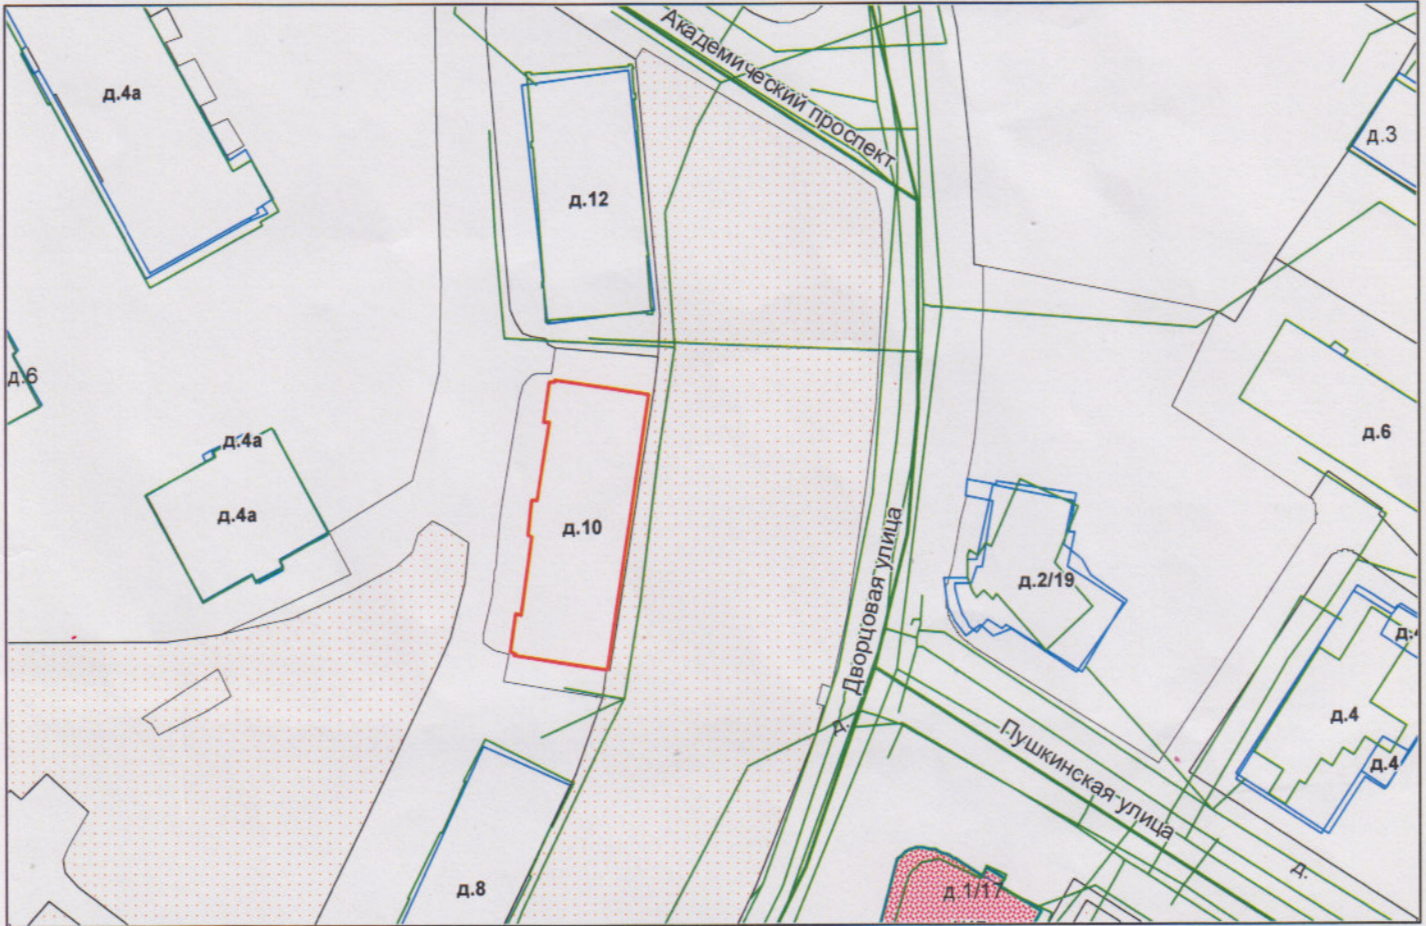 Академический проспект
д.4а
д.3
д.12
д.6
д.6
д.4а
д.4а
д.10
Дворцовая улица
д.2/19
д.4
д.
Пушкинская улица
д.4
д.
д.8
д.1/17